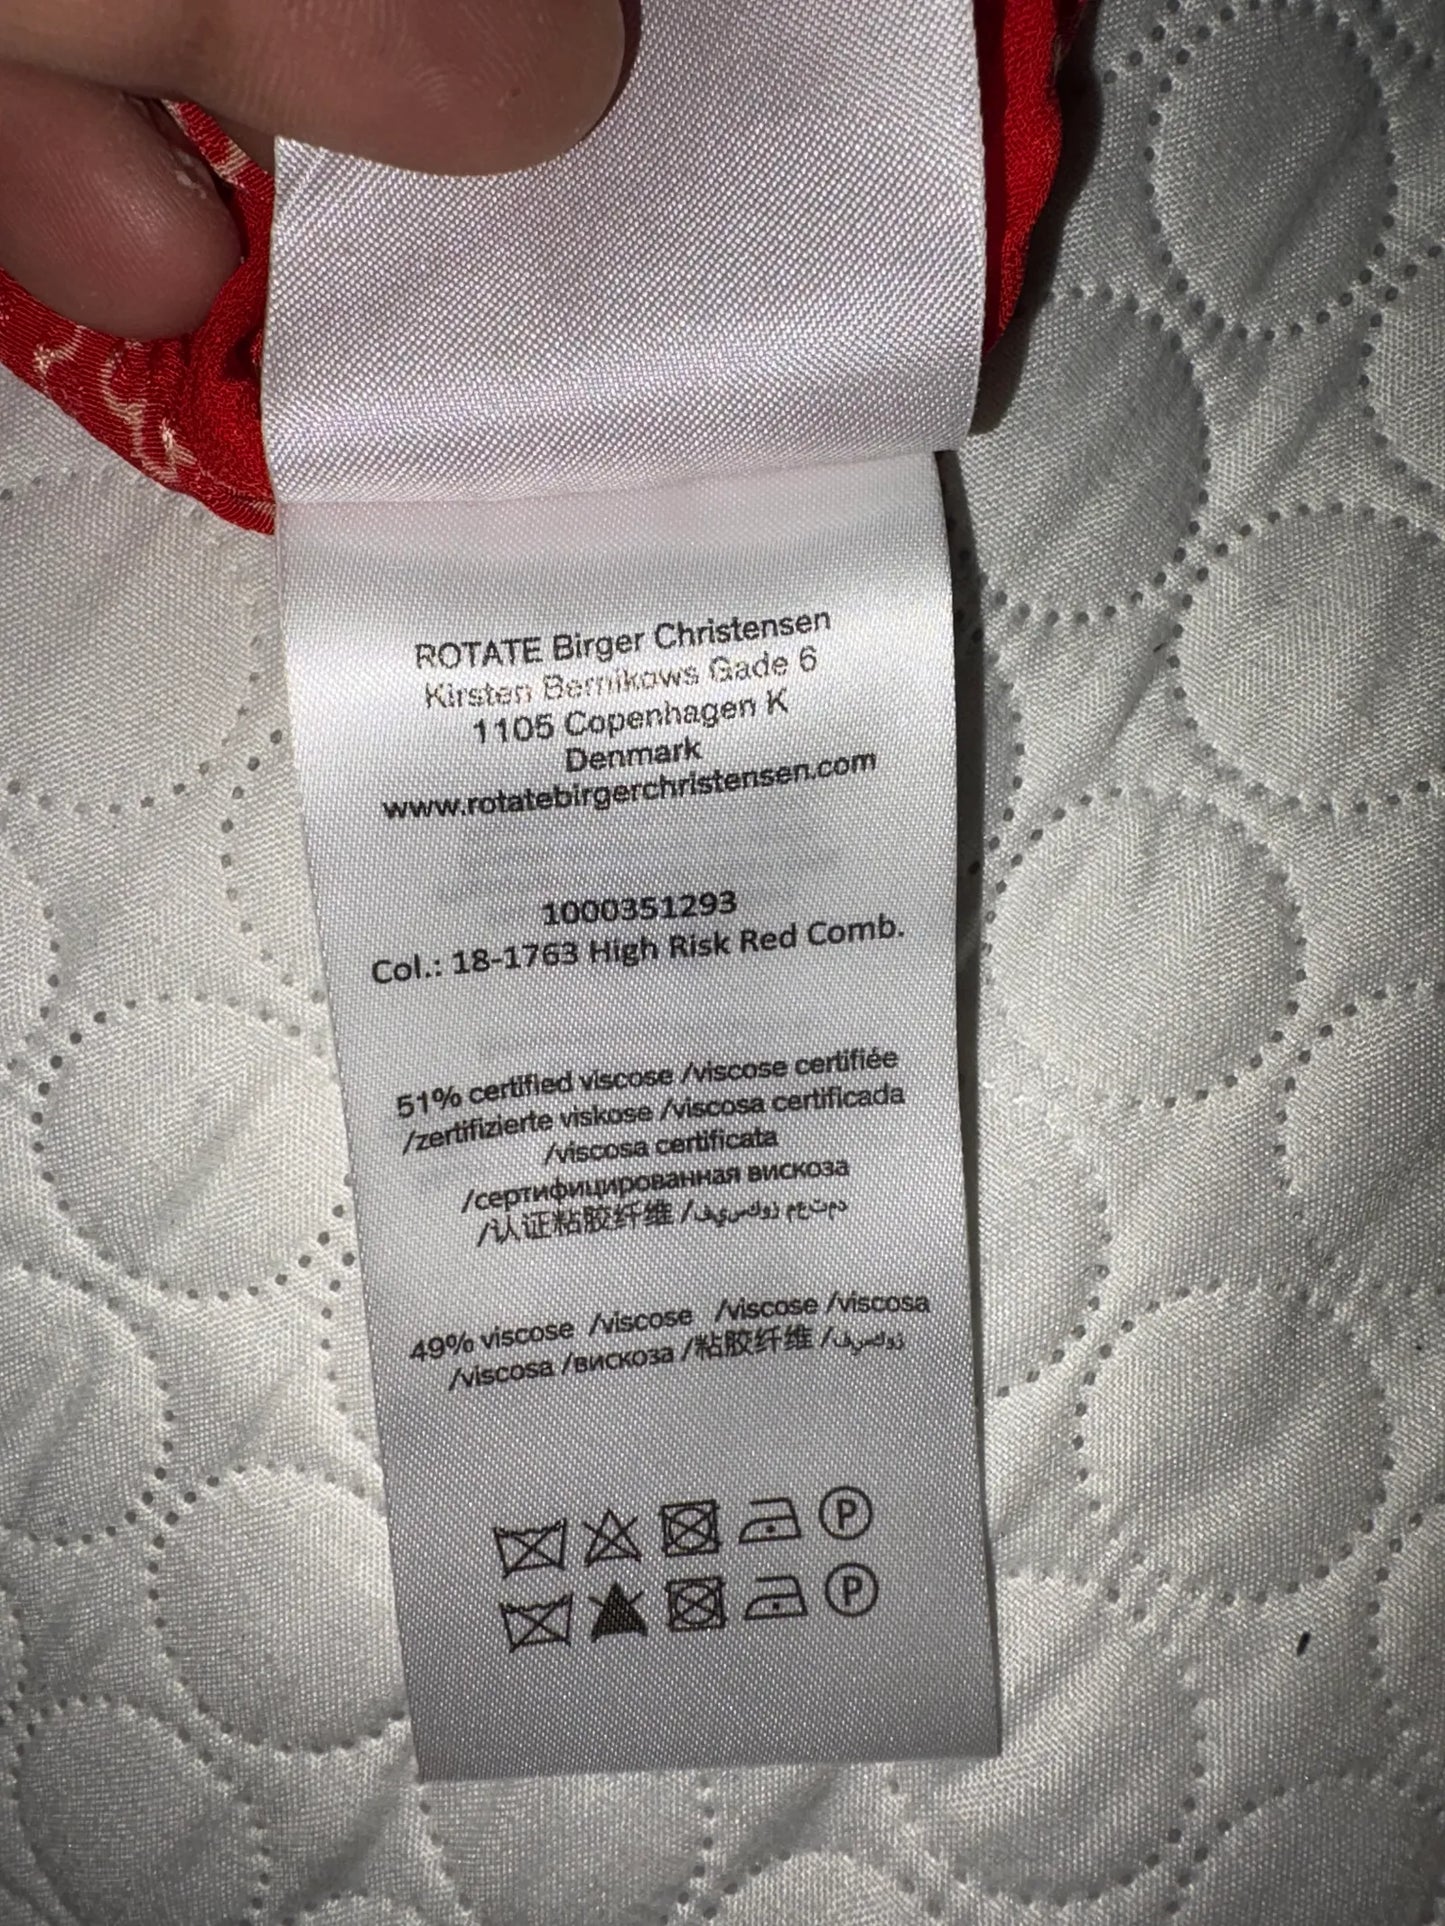 ROTATE Birger Christensen
Kirsten Bernikows Gade 6
1105 Copenhagen K
Denmark
www.rotatebirgerchristensen.com
1000351293
Col.: 18-1763 High Risk Red Comb.
51% certified viscose /viscose certifiée
/zertifizierte viskose /viscosa certificada
/viscosa certificata
/сертифицированная вискоза
/认证粘胶纤维 /
49% viscose /viscose /viscose /viscosa
/viscosa /вискоза /粘胶纤维 /
P
P